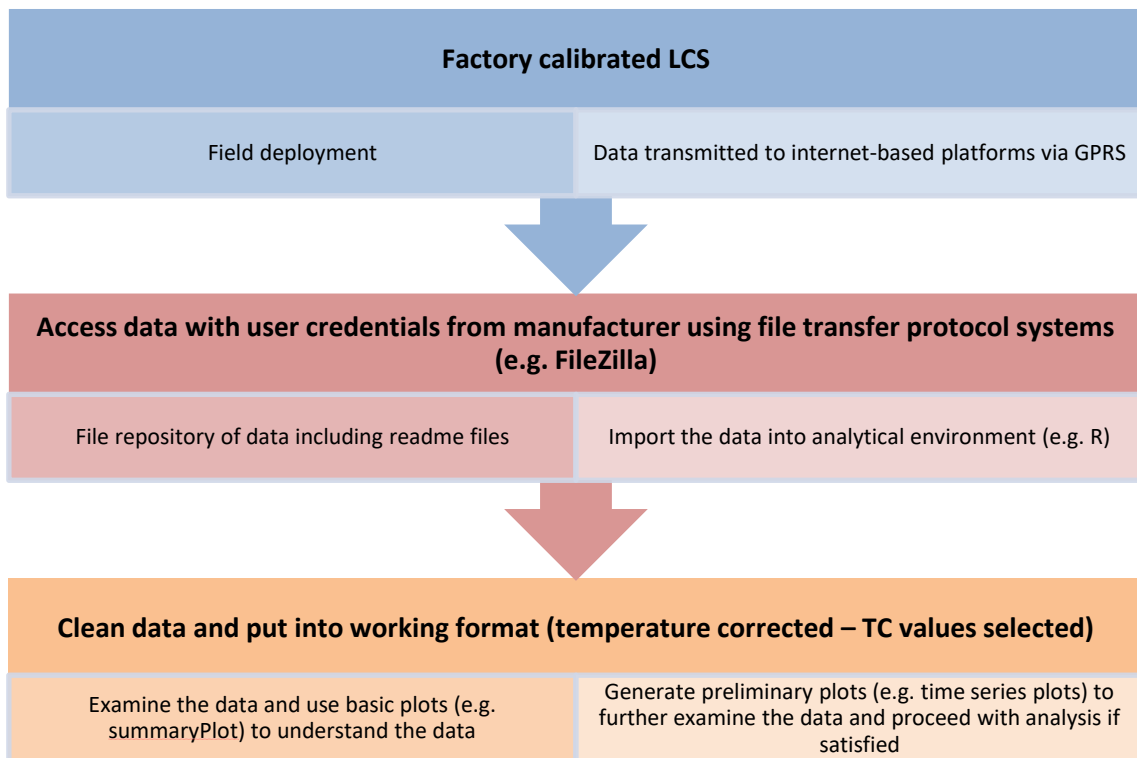 Factory calibrated LCS
Field deployment
Data transmitted to internet-based platforms via GPRS
Access data with user credentials from manufacturer using file transfer protocol systems
(e.g. FileZilla)
File repository of data including readme files
Import the data into analytical environment (e.g. R)
Clean data and put into working format (temperature corrected – TC values selected)
Examine the data and use basic plots (e.g.
summaryPlot) to understand the data
Generate preliminary plots (e.g. time series plots) to
further examine the data and proceed with analysis if
satisfied